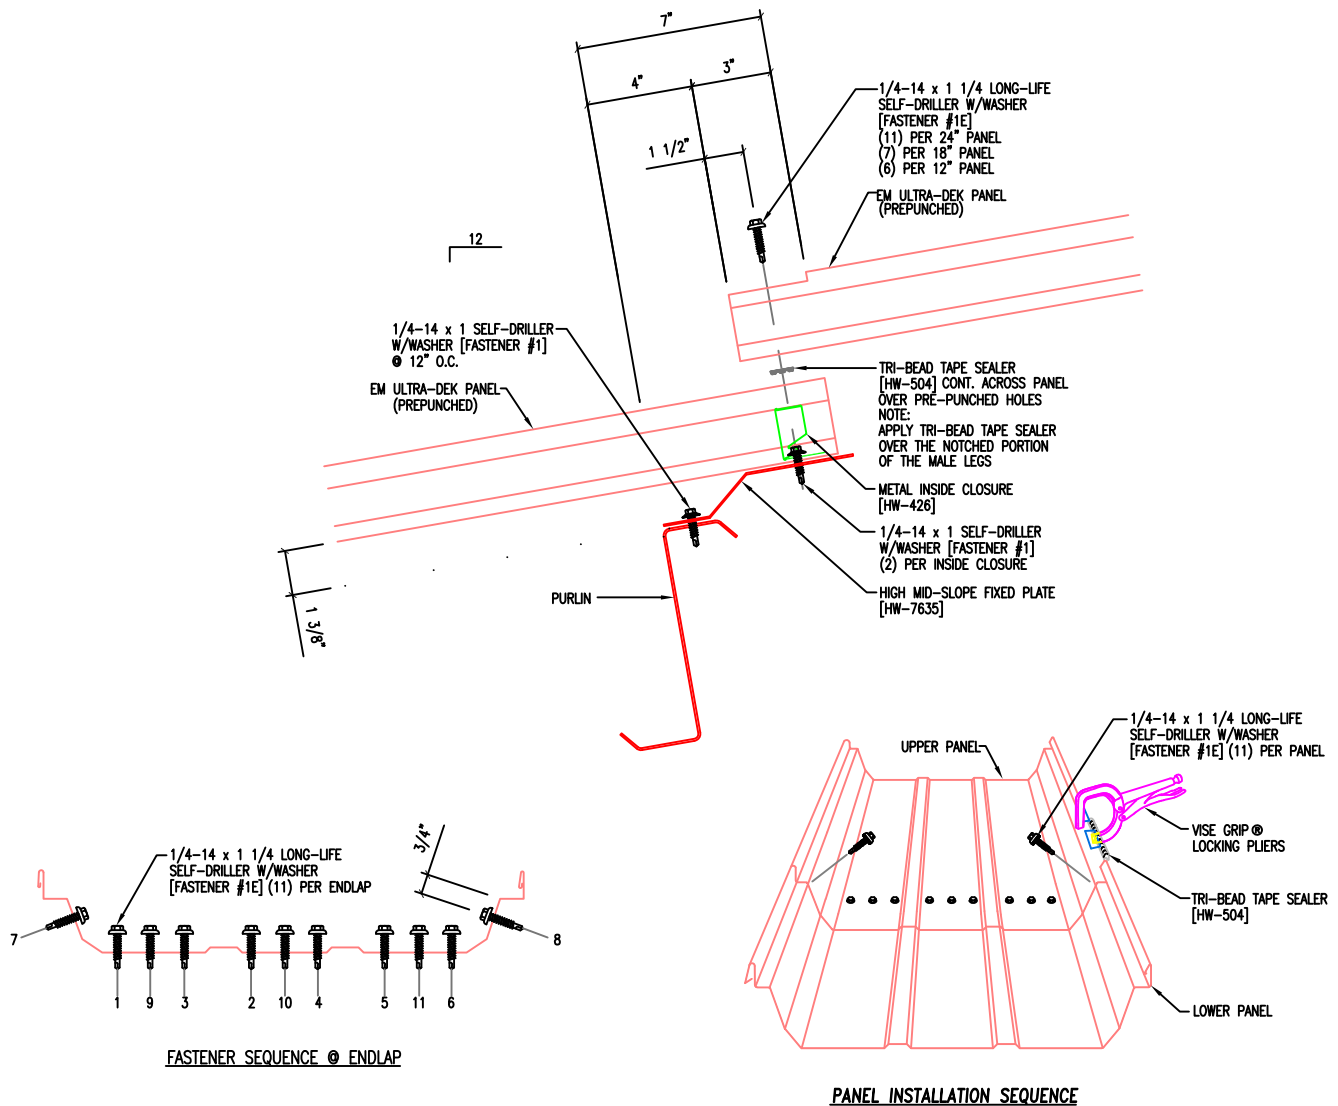 7"
4"
3"
1 1/2"
1/4-14 x 1 1/4 LONG-LIFE
SELF-DRILLER W/WASHER
[FASTENER #1E]
(11) PER 24" PANEL
(7) PER 18" PANEL
(6) PER 12" PANEL
EM ULTRA-DEK PANEL
(PREPUNCHED)
12
1/4-14 x 1 SELF-DRILLER
W/WASHER [FASTENER #1]
@ 12" O.C.
EM ULTRA-DEK PANEL
(PREPUNCHED)
TRI-BEAD TAPE SEALER
[HW-504] CONT. ACROSS PANEL
OVER PRE-PUNCHED HOLES
NOTE:
APPLY TRI-BEAD TAPE SEALER
OVER THE NOTCHED PORTION
OF THE MALE LEGS
METAL INSIDE CLOSURE
[HW-426]
1/4-14 x 1 SELF-DRILLER
W/WASHER [FASTENER #1]
(2) PER INSIDE CLOSURE
HIGH MID-SLOPE FIXED PLATE
[HW-7635]
PURLIN
1 3/8"
3/4"
1/4-14 x 1 1/4 LONG-LIFE
SELF-DRILLER W/WASHER
[FASTENER #1E] (11) PER ENDLAP
7
8
1 9 3 2 10 4 5 11 6
FASTENER SEQUENCE @ ENDLAP
1/4-14 x 1 1/4 LONG-LIFE
SELF-DRILLER W/WASHER
[FASTENER #1E] (11) PER PANEL
UPPER PANEL
VISE GRIP ®
LOCKING PLIERS
TRI-BEAD TAPE SEALER
[HW-504]
LOWER PANEL
PANEL INSTALLATION SEQUENCE